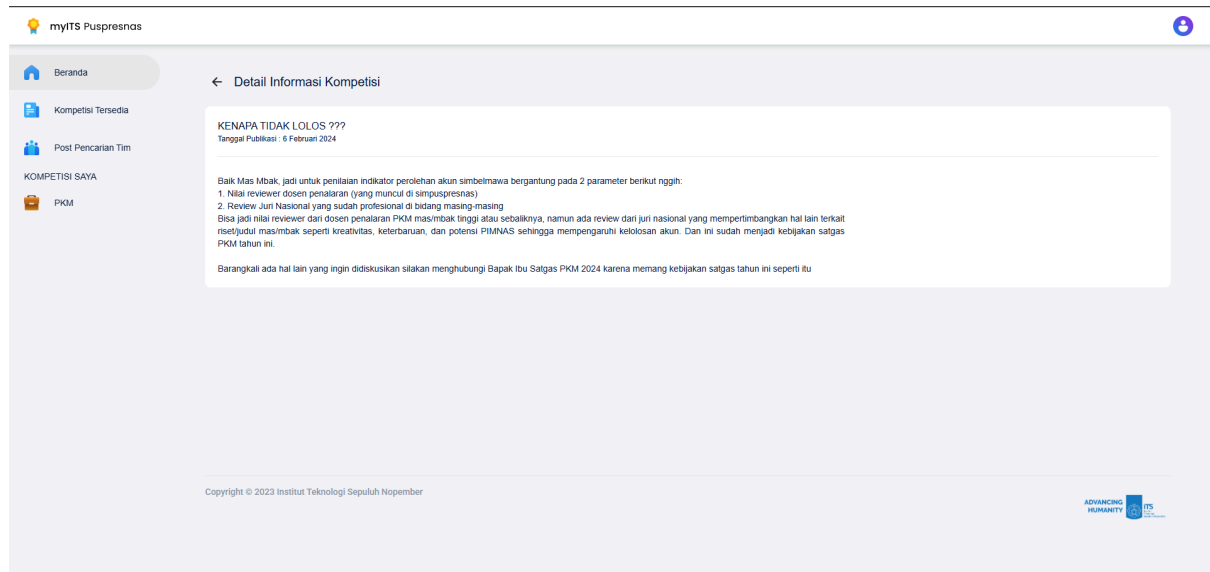 myITS Puspresnas
Beranda
Kompetisi Tersedia
Post Pencarian Tim
KOMPETISI SAYA
PKM
Detail Informasi Kompetisi
KENAPA TIDAK LOLOS ???
Tanggal Publikasi : 6 Februari 2024
Baik Mas Mbak, jadi untuk penilaian indikator perolehan akun simbelmawa bergantung pada 2 parameter berikut nggih:
1. Nilai reviewer dosen penalaran (yang muncul di simpuspresnas)
2. Review Juri Nasional yang sudah profesional di bidang masing-masing
Bisa jadi nilai reviewer dari dosen penalaran PKM mas/mbak tinggi atau sebaliknya, namun ada review dari juri nasional yang mempertimbangkan hal lain terkait
riset/judul mas/mbak seperti kreativitas, keterbaruan, dan potensi PIMNAS sehingga mempengaruhi kelolosan akun. Dan ini sudah menjadi kebijakan satgas
PKM tahun ini.
Barangkali ada hal lain yang ingin didiskusikan silakan menghubungi Bapak Ibu Satgas PKM 2024 karena memang kebijakan satgas tahun ini seperti itu
Copyright © 2023 Institut Teknologi Sepuluh Nopember
ADVANCING
HUMANITY
ITS